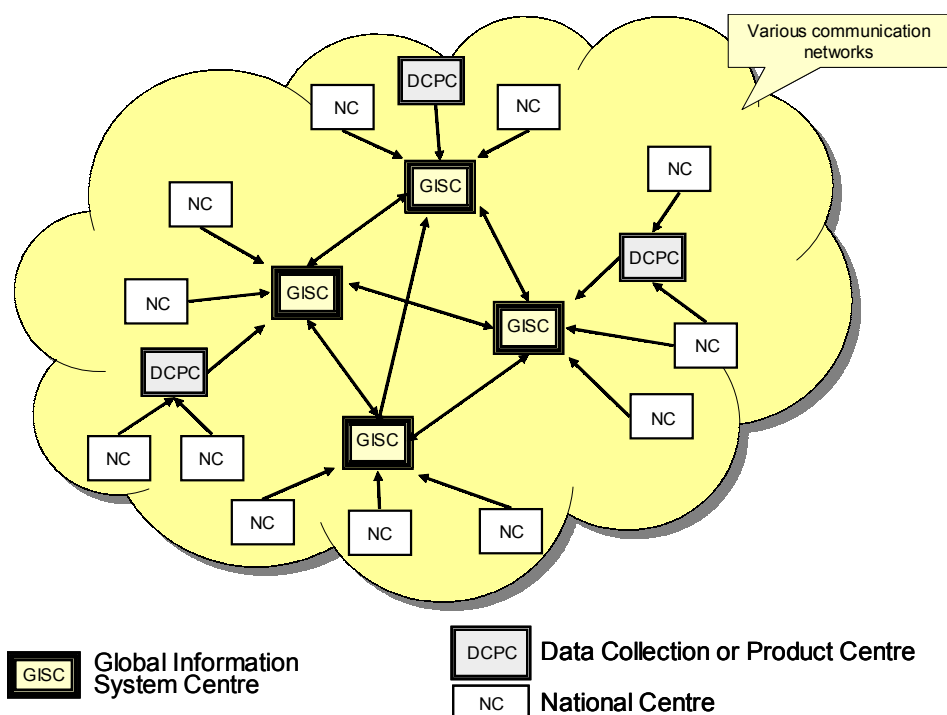 Various communication
networks
DCPC
NC
NC
GISC
NC
NC
DCPC
NC
GISC
NC
GISC
NC
DCPC
NC
GISC
NC
NC
NC
NC
NC
GISC
Global Information
System Centre
DCPC
Data Collection or Product Centre
NC
National Centre